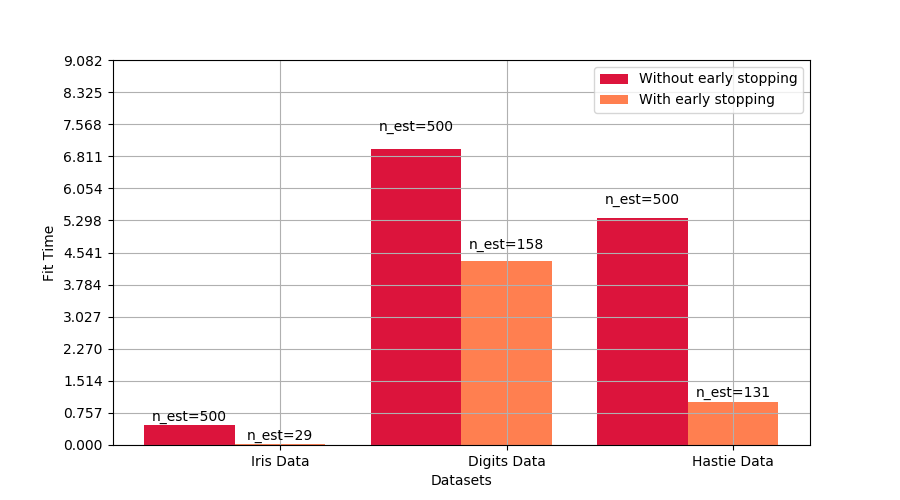 9.082
8.325
7.568
6.811
6.054
5.298
4.541
3.784
3.027
2.270
1.514
0.757
0.000
Fit Time
Without early stopping
With early stopping
n_est=500
n_est=29
n_est=500
n_est=158
n_est=500
n_est=131
Iris Data
Digits Data
Hastie Data
Datasets